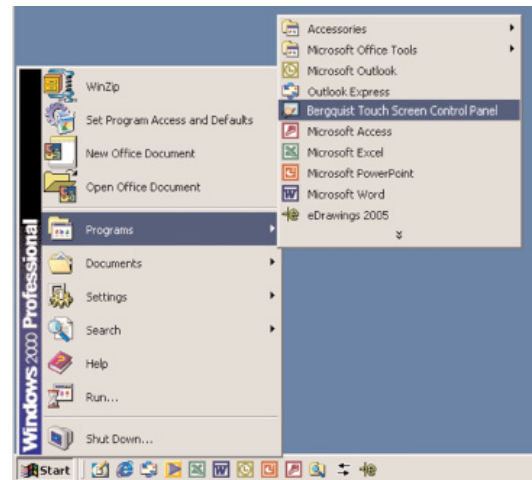 Accessories
Microsoft Office Tools
Microsoft Outlook
Outlook Express
Bergquist Touch Screen Control Panel
Microsoft Access
Microsoft Excel
Microsoft PowerPoint
Microsoft Word
eDrawings 2005
WinZip
Set Program Access and Defaults
New Office Document
Open Office Document
Programs
Documents
Settings
Search
Help
Run...
Shut Down...
Windows 2000 Professional
Start